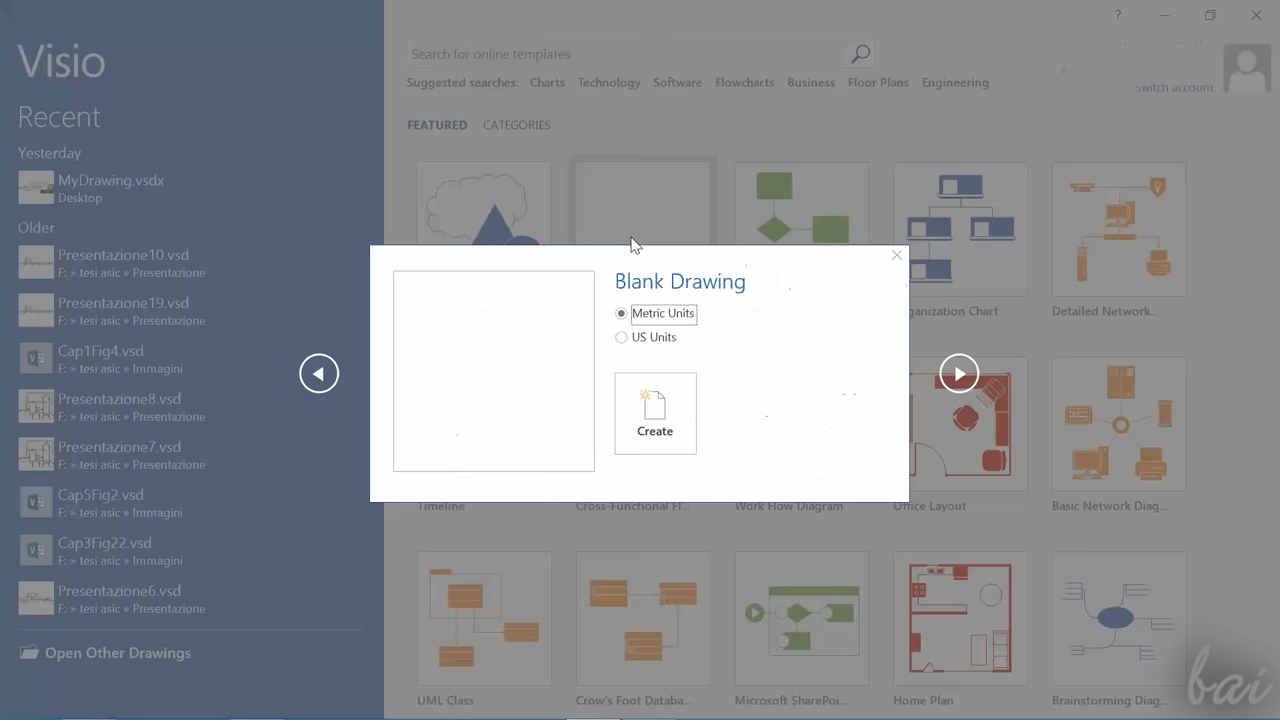 Visio
Recent
Yesterday
MyDrawing.vsdx
Desktop
Older
Presentazione10.vsd
F: » tesi asic » Presentazione
Presentazione19.vsd
F: » tesi asic » Presentazione
Cap1Fig4.vsd
F: » tesi asic » Immagini
Presentazione8.vsd
F: » tesi asic » Presentazione
Presentazione7.vsd
F: » tesi asic » Presentazione
Cap5Fig2.vsd
F: » tesi asic » Immagini
Cap3Fig22.vsd
F: » tesi asic » Immagini
Presentazione6.vsd
F: » tesi asic » Presentazione
Open Other Drawings
?
Search for online templates
Suggested searches: Charts Technology Software Flowcharts Business Floor Plans Engineering
Switch account
FEATURED CATEGORIES
Blank Drawing
Metric Units
US Units
Create
ganization Chart
Detailed Network...
Timeline
Cross-Functional Fl...
Work Flow Diagram
Office Layout
Basic Network Diag...
UML Class
Crow's Foot Databa...
Microsoft SharePoi...
Home Plan
Brainstorming Diag...
bai